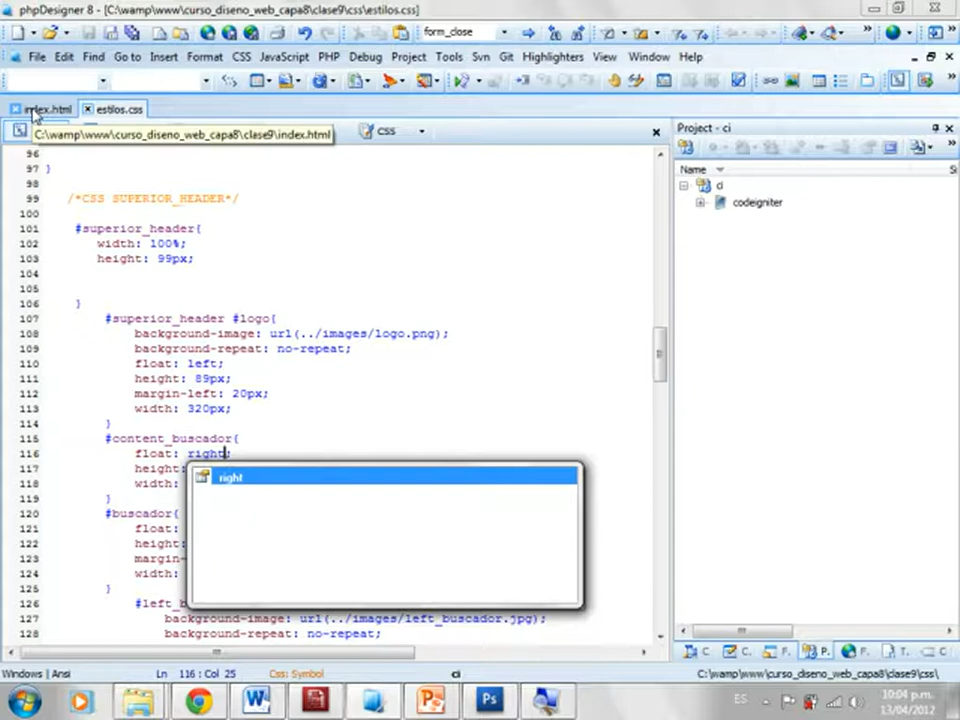 phpDesigner 8 - [C:\wamp\www\curso_diseno_web_capa8\clase9\css\estilos.css]
form_close
File Edit Find Go to Insert Format CSS JavaScript PHP Debug Project Tools Svn Git Highlighters View Window Help
index.html estilos.css
C:\wamp\www\curso_diseno_web_capa8\clase9\index.html
CSS
Project - ci
Name
ci
codeigniter
96
97 }
98
99 /*CSS SUPERIOR_HEADER*/
100
101 #superior_header{
102 width: 100%;
103 height: 99px;
104
105
106 }
107 #superior_header #logo{
108 background-image: url(../images/logo.png);
109 background-repeat: no-repeat;
110 float: left;
111 height: 89px;
112 margin-left: 20px;
113 width: 320px;
114 }
115 #content_buscador{
116 float: right;
117 height:
right
118 width:
119 }
120 #buscador{
121 float:
122 height:
123 margin-
124 width:
125 }
126 #left_b
127 background-image: url(../images/left_buscador.jpg);
128 background-repeat: no-repeat;
C. C. F. P. P. T. C
Windows | Ansi Ln 116 : Col 25 Css: Symbol ci C:\wamp\www\curso_diseno_web_capa8\clase9\css\
ES
10:04 p.m.
13/04/2012